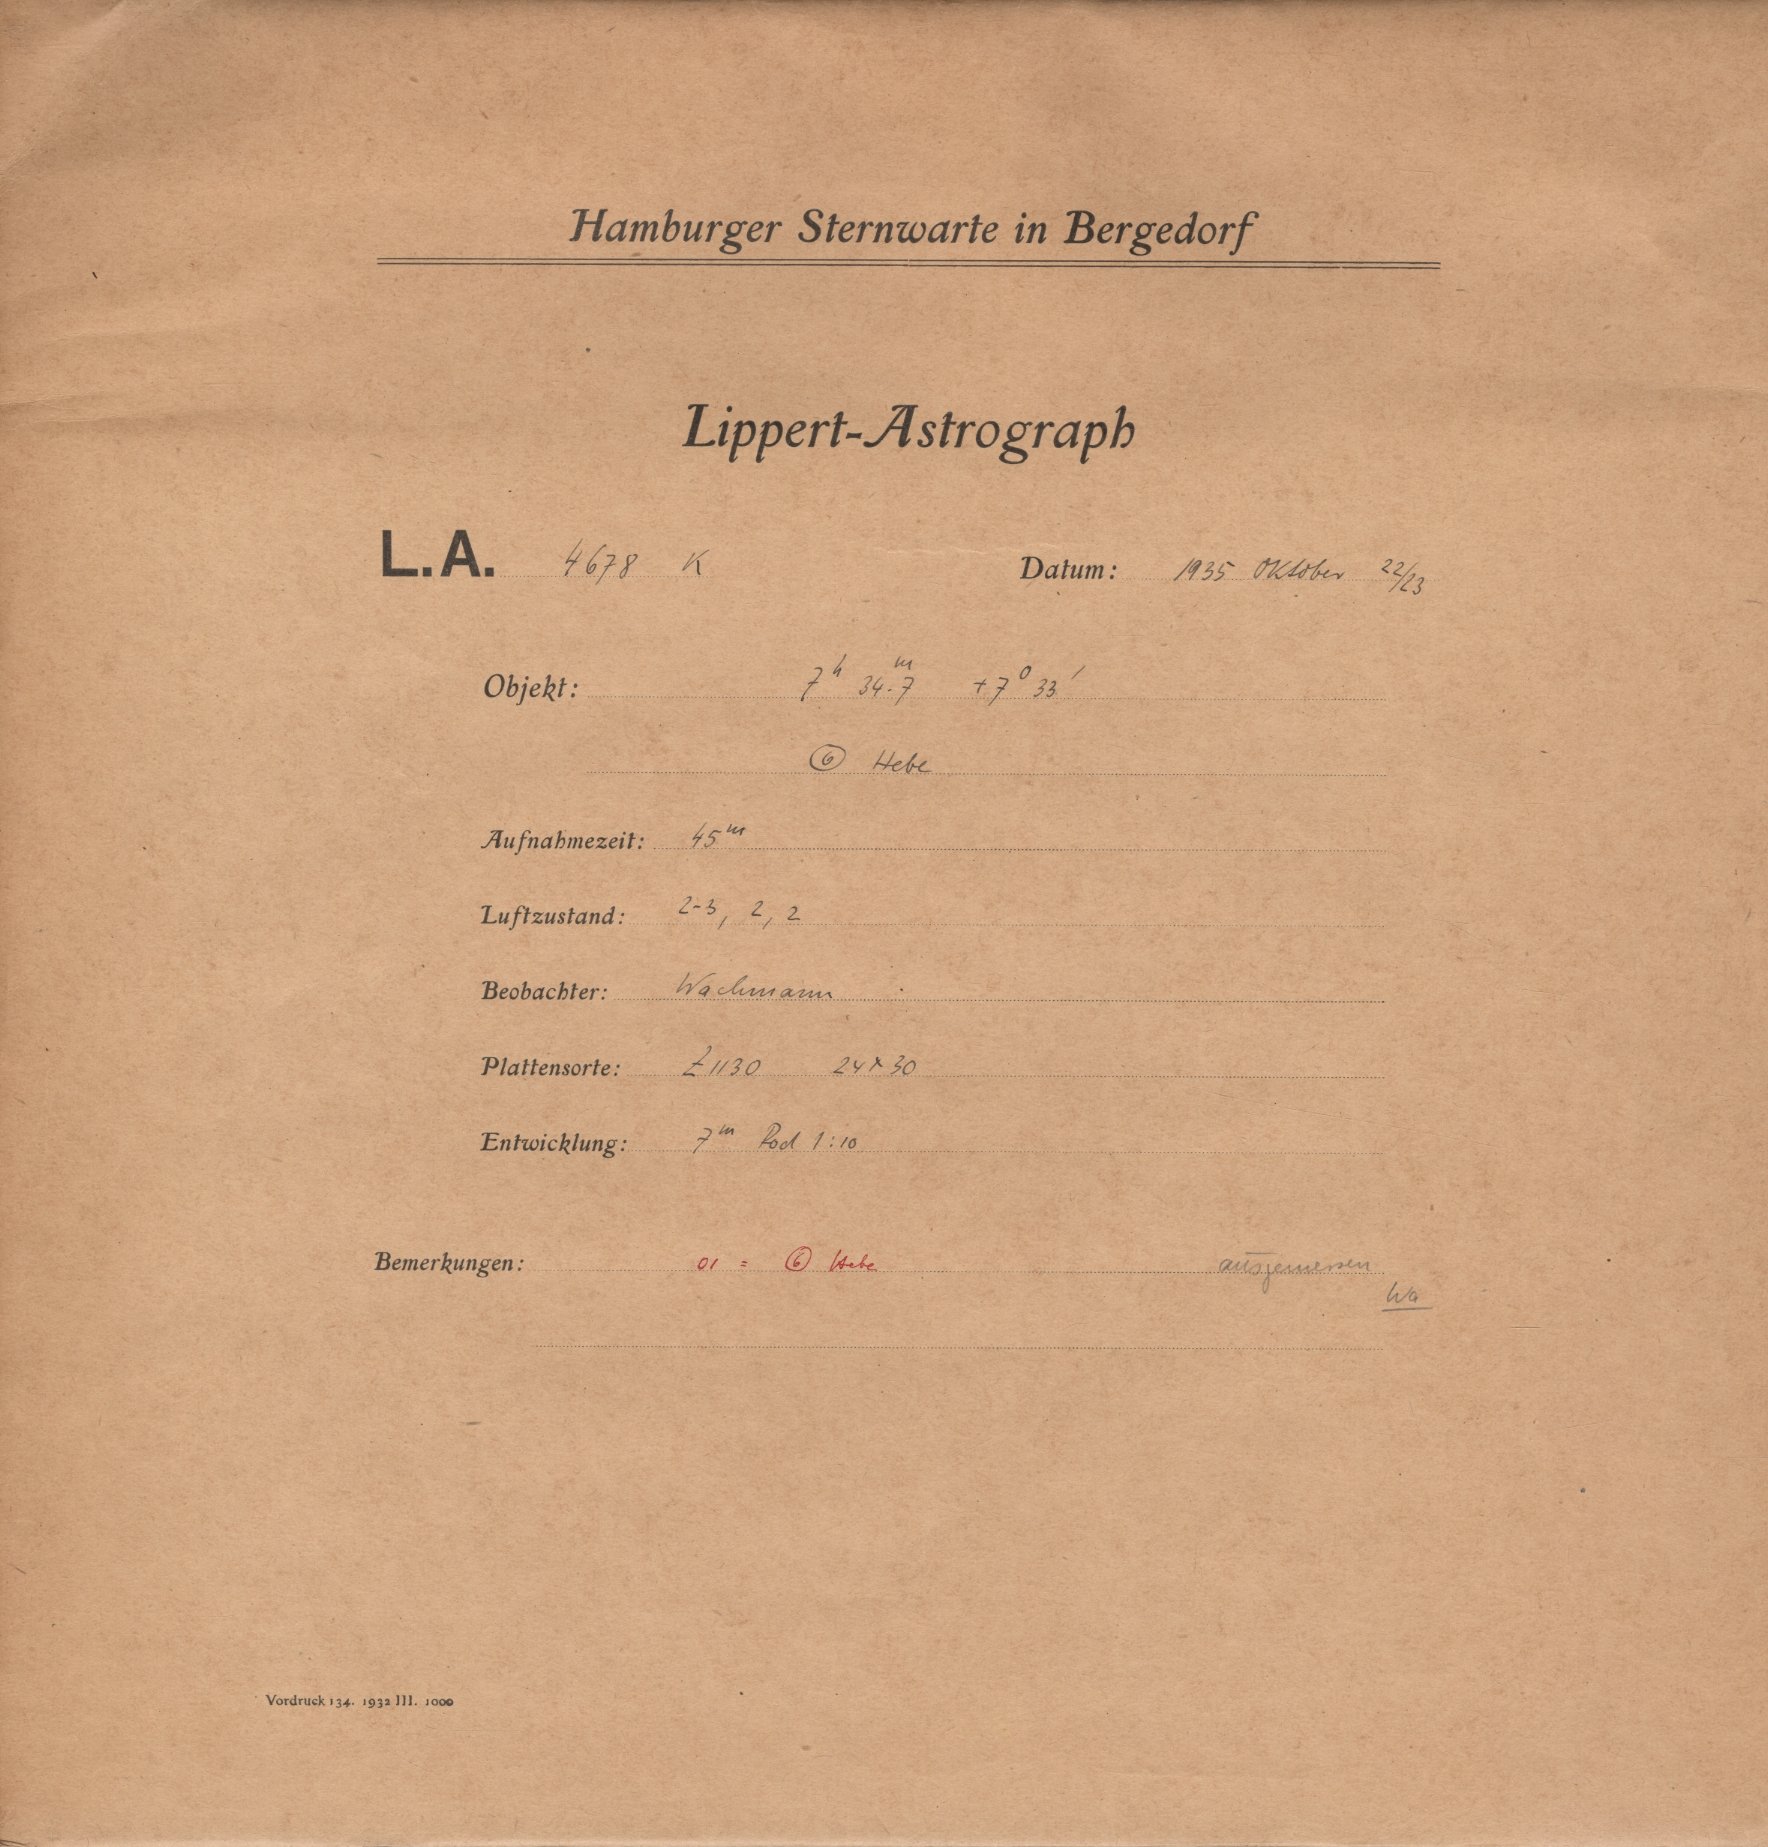 Hamburger Sternwarte in Bergedorf
Lippert-Astrograph
L.A. 4678 K Datum: 1935 Oktober 22/23
Objekt: 7ʰ 34.7ᵐ +7° 33′
⑥ Hebe
Aufnahmezeit: 45ᵐ
Luftzustand: 2-3, 2, 2
Beobachter: Wachmann
Plattensorte: Z 1130 24 × 30
Entwicklung: 7ᵐ Rod 1:10
Bemerkungen: 01 = ⑥ Hebe ausgemessen
Wa
Vordruck 134. 1932 III. 1000